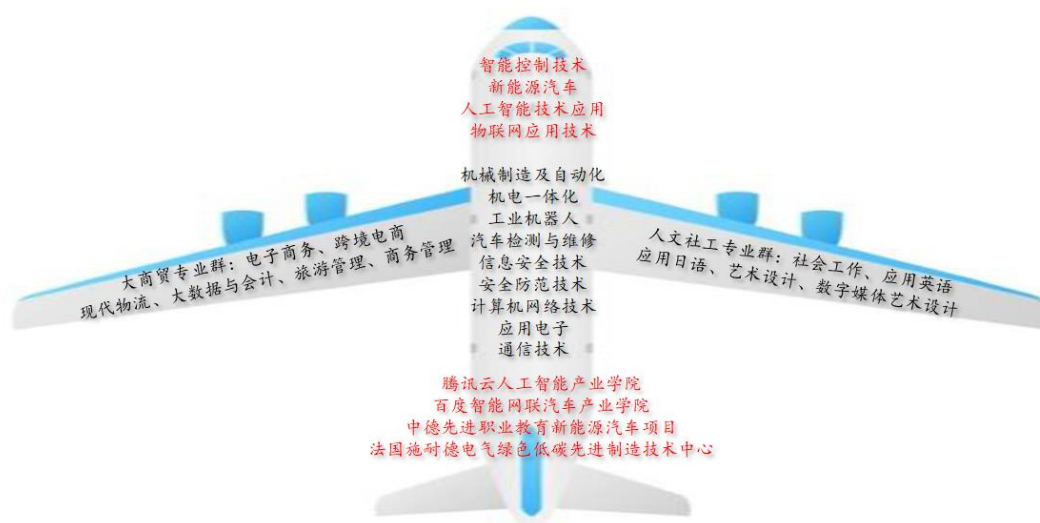 智能控制技术
新能源汽车
人工智能技术应用
物联网应用技术
机械制造及自动化
机电一体化
工业机器人
汽车检测与维修
信息安全技术
安全防范技术
计算机网络技术
应用电子
通信技术
大商贸专业群：电子商务、跨境电商
现代物流、大数据与会计、旅游管理、商务管理
人文社工专业群：社会工作、应用英语
应用日语、艺术设计、数字媒体艺术设计
腾讯云人工智能产业学院
百度智能网联汽车产业学院
中德先进职业教育新能源汽车项目
法国施耐德电气绿色低碳先进制造技术中心